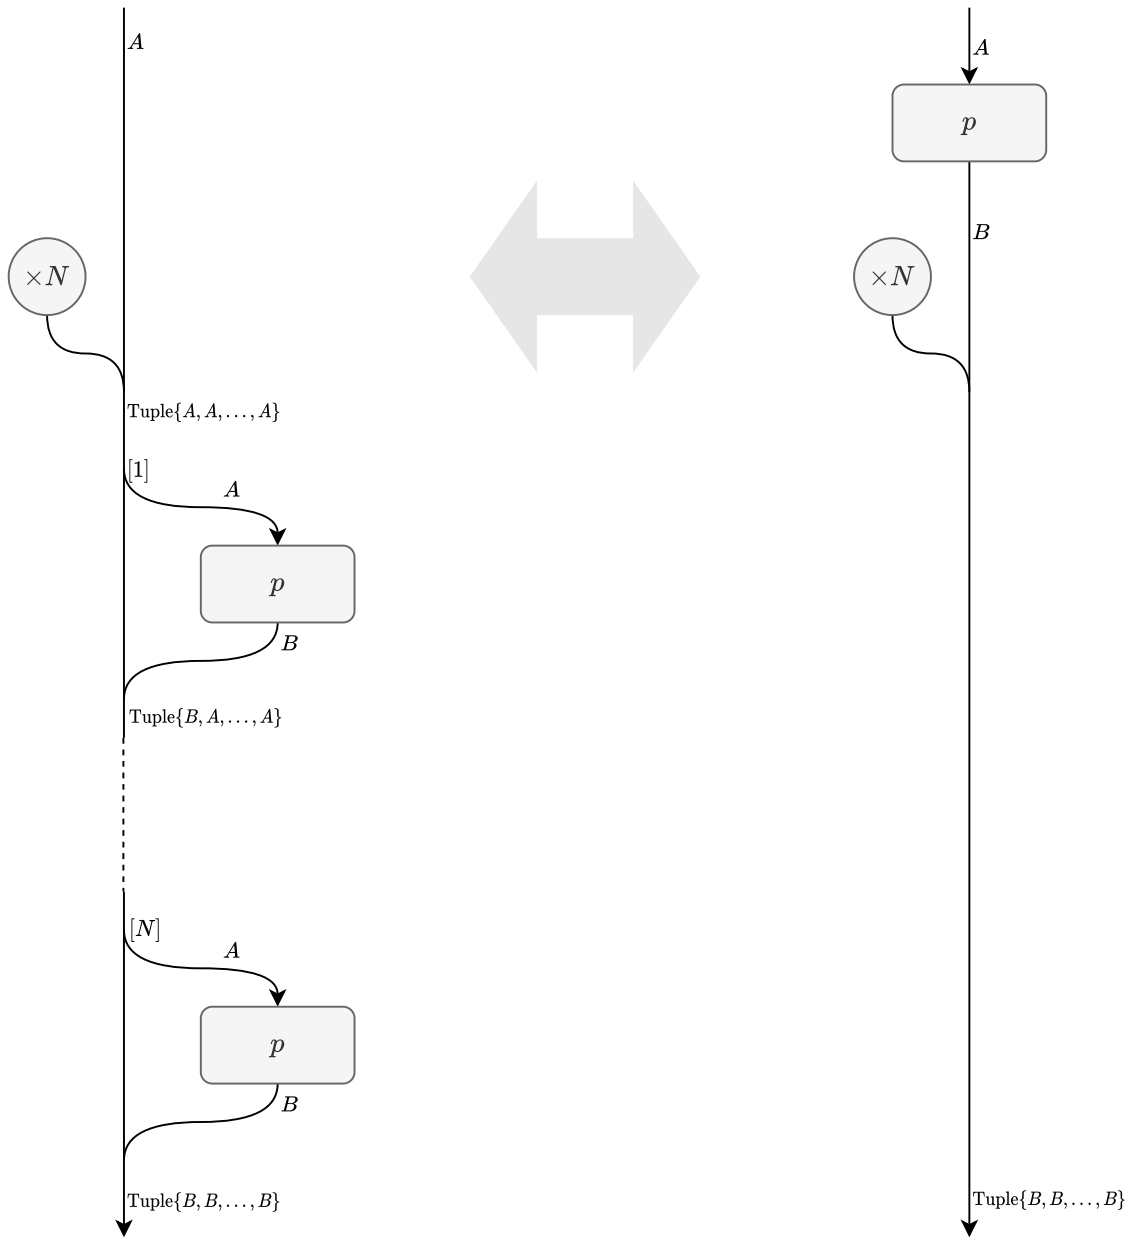 A
×N
Tuple{A, A, …, A}
[1]
A
p
B
Tuple{B, A, …, A}
[N]
A
p
B
Tuple{B, B, …, B}
A
p
B
×N
Tuple{B, B, …, B}